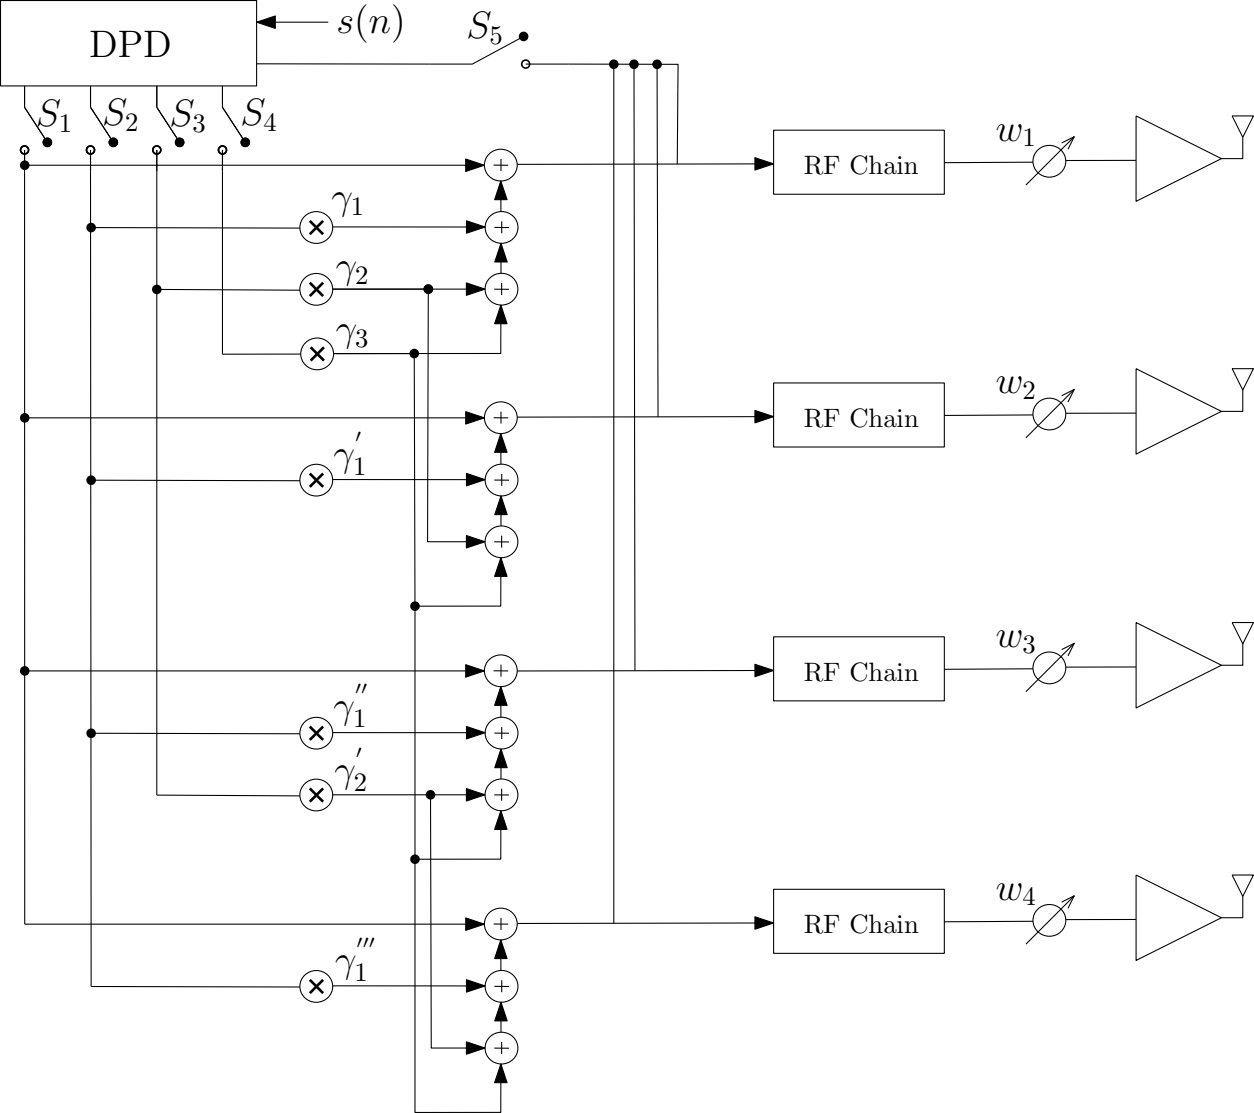 DPD
s(n)
S₅
S₁ S₂ S₃ S₄
w₁
RF Chain
γ₁
γ₂
γ₃
w₂
RF Chain
γ₁′
w₃
RF Chain
γ₁″
γ₂′
w₄
RF Chain
γ₁‴